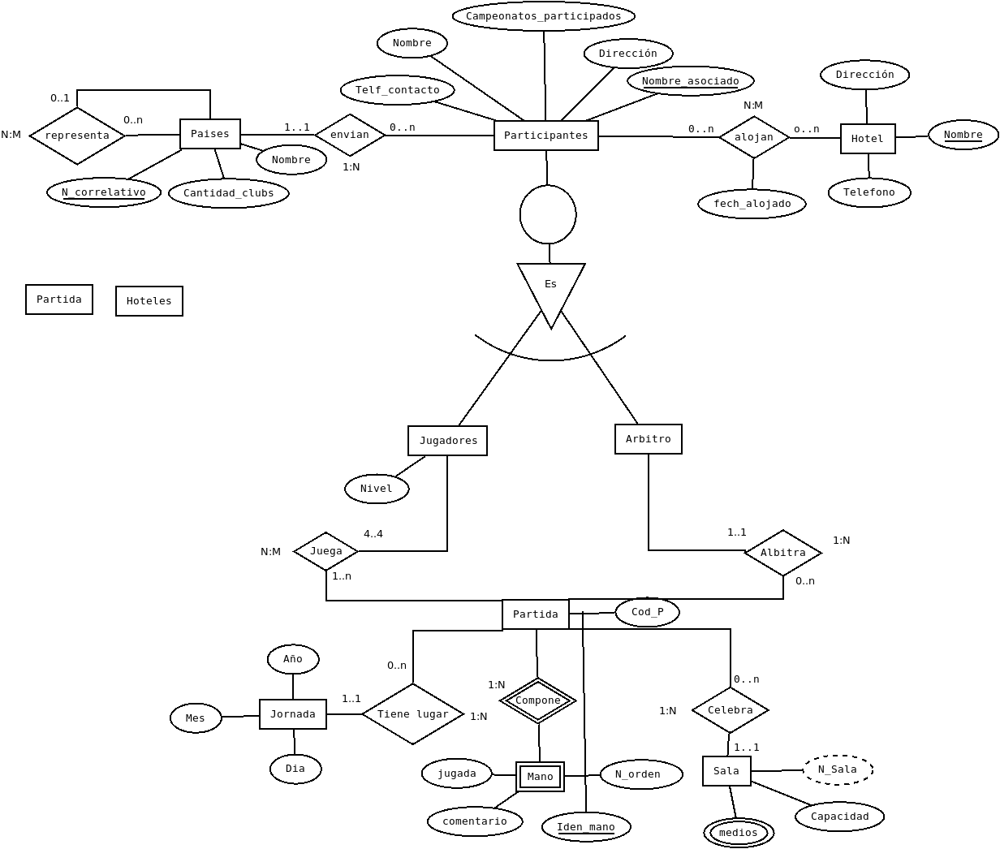 Campeonatos_participados
Nombre
Dirección
Telf_contacto
Nombre_asociado
Dirección
0..1
N:M
representa
0..n
Paises
1..1
envian
0..n
1:N
Participantes
0..n
N:M
alojan
o..n
Hotel
Nombre
Nombre
N_correlativo
Cantidad_clubs
fech_alojado
Telefono
Es
Partida
Hoteles
Jugadores
Arbitro
Nivel
N:M
Juega
4..4
1..n
1..1
Albitra
1:N
0..n
Partida
Cod_P
Año
Mes
Jornada
Dia
1..1
0..n
Tiene lugar
1:N
1:N
Compone
1:N
Celebra
0..n
1..1
jugada
Mano
N_orden
Sala
N_Sala
comentario
Iden_mano
medios
Capacidad